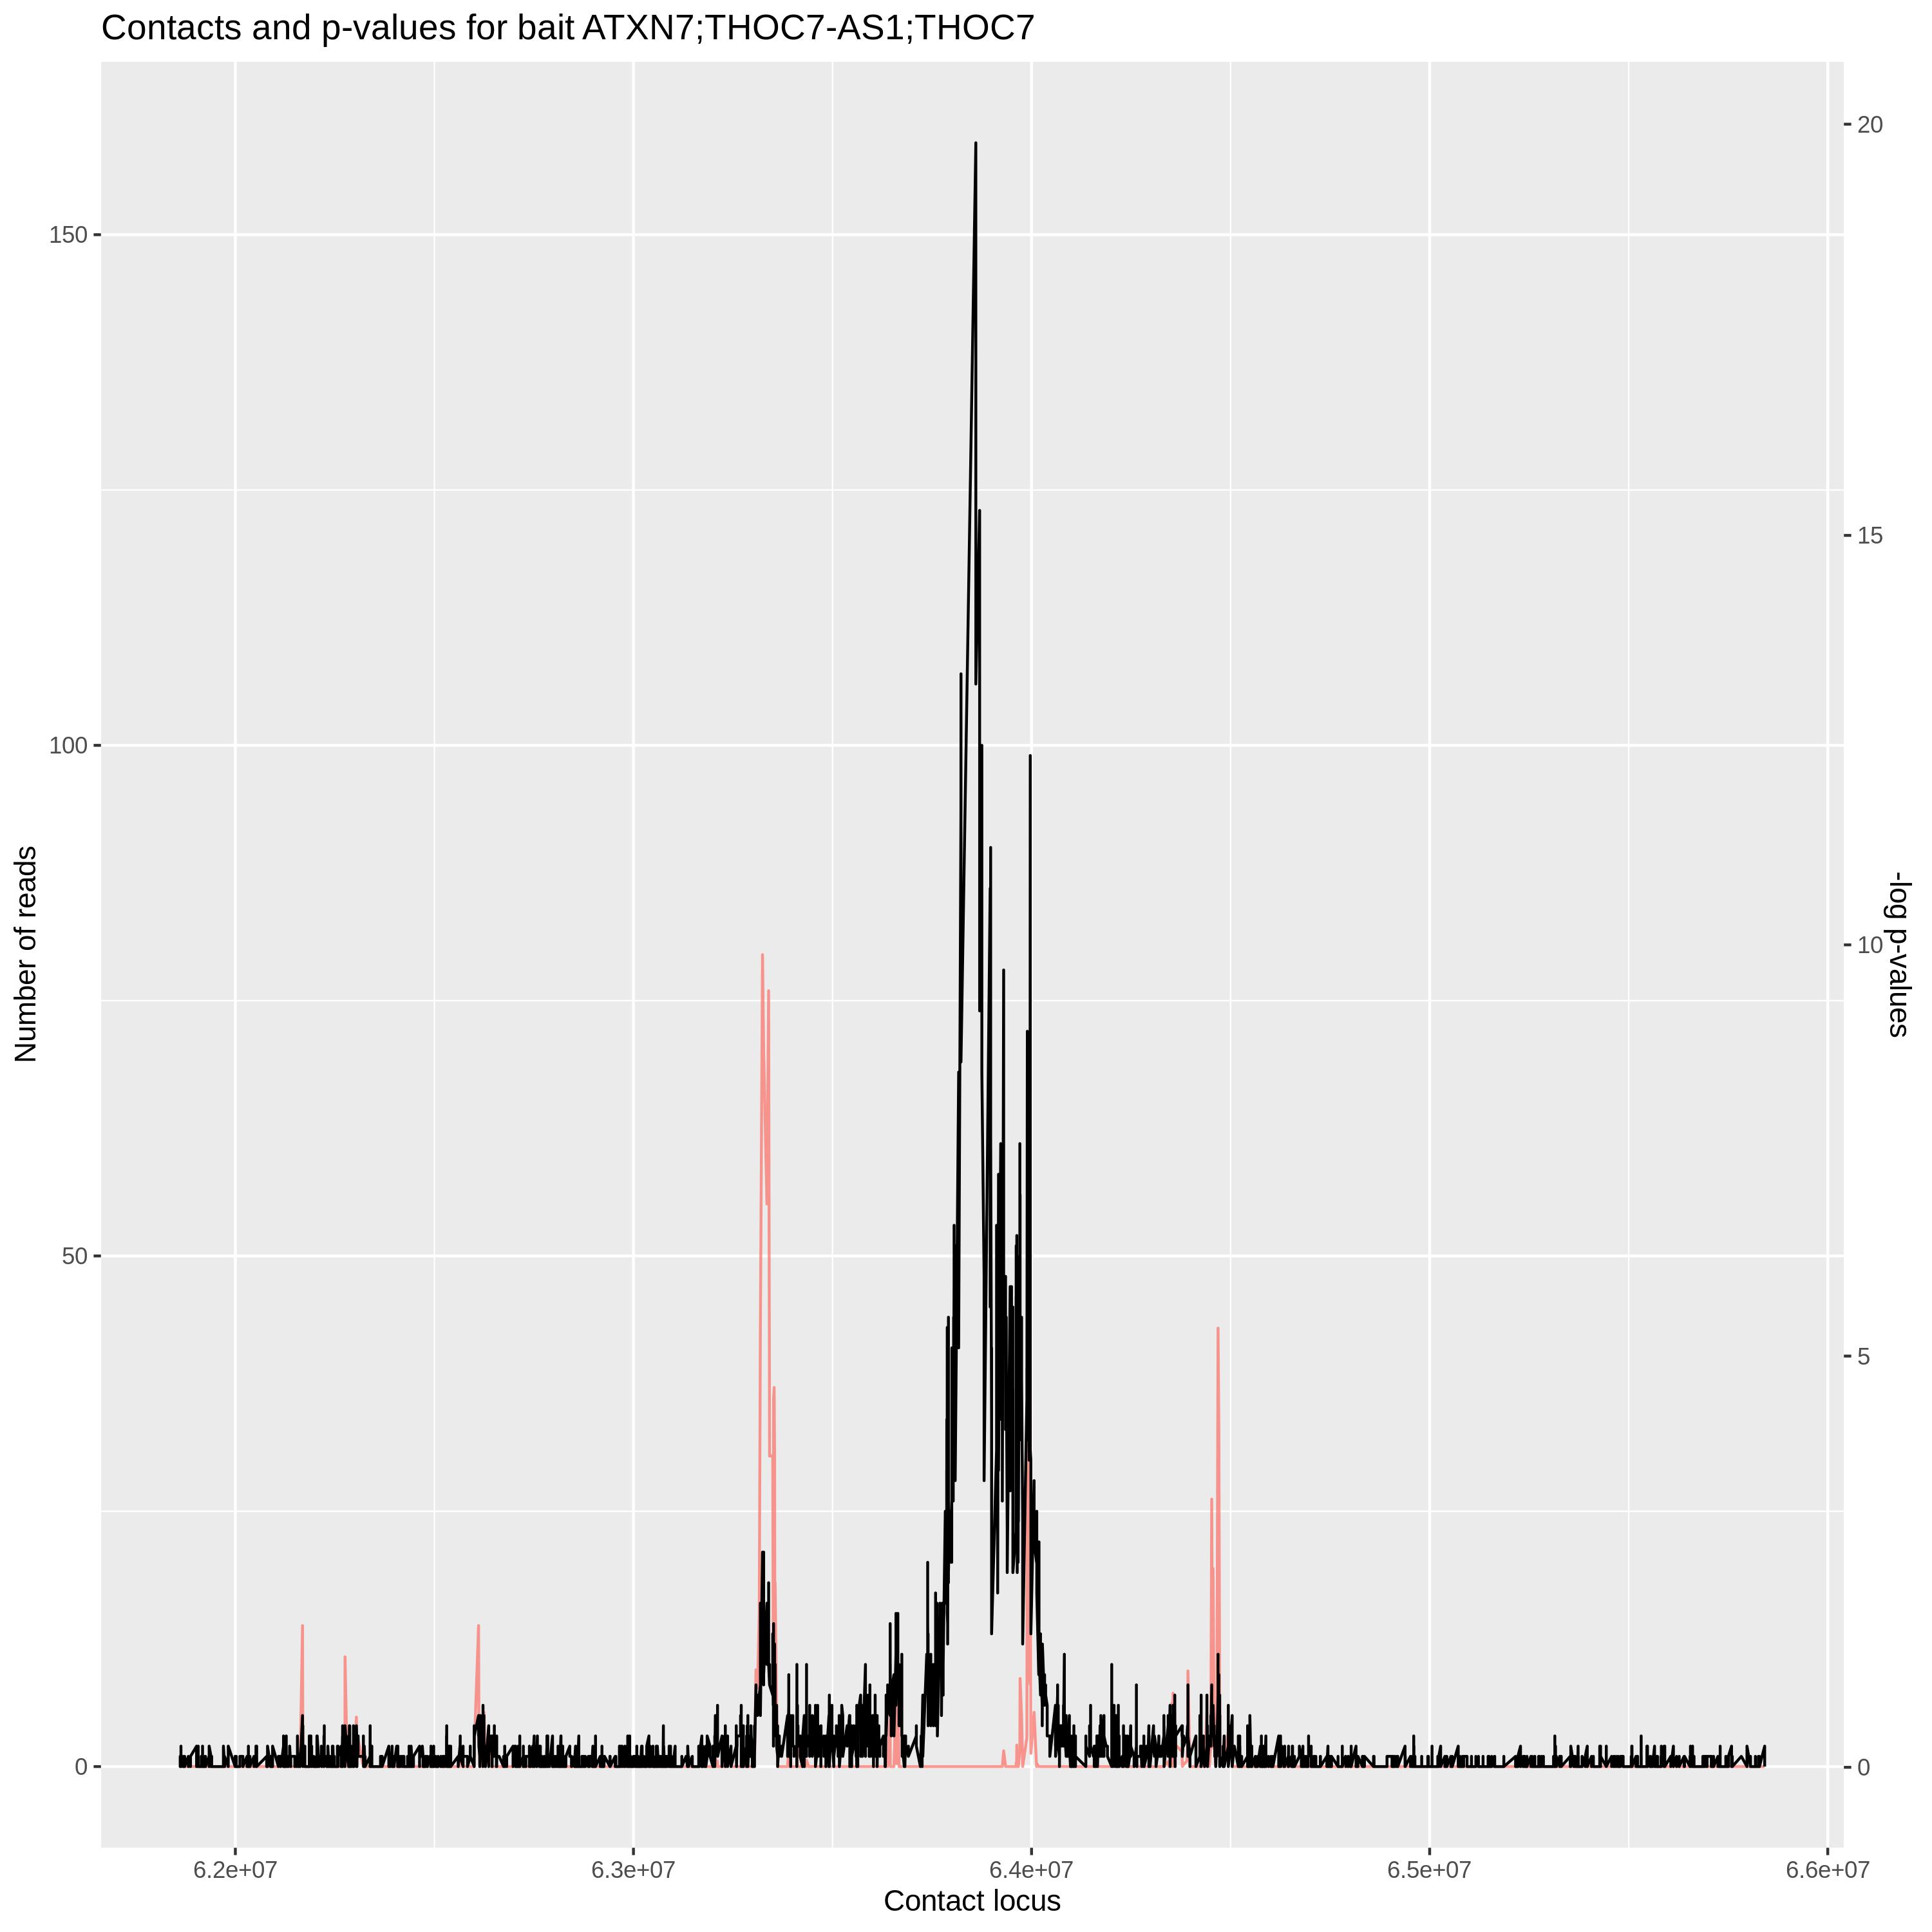 Contacts and p-values for bait ATXN7;THOC7-AS1;THOC7
150
100
50
0
Number of reads
20
15
10
5
0
-log p-values
6.2e+07 6.3e+07 6.4e+07 6.5e+07 6.6e+07
Contact locus